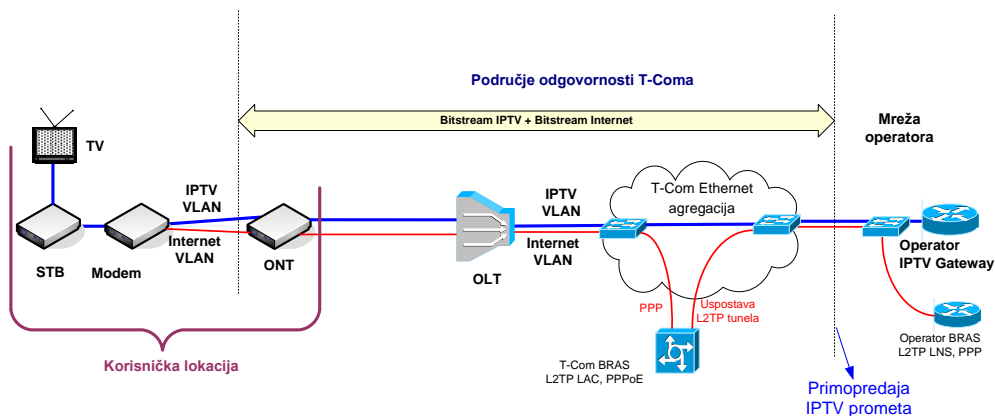 Područje odgovornosti T-Coma
Bitstream IPTV + Bitstream Internet
Mreža
operatora
TV
IPTV
VLAN
Internet
VLAN
STB
Modem
ONT
OLT
IPTV
VLAN
Internet
VLAN
T-Com Ethernet
agregacija
Operator
IPTV Gateway
PPP
Uspostava
L2TP tunela
T-Com BRAS
L2TP LAC, PPPoE
Operator BRAS
L2TP LNS, PPP
Korisnička lokacija
Primopredaja
IPTV prometa